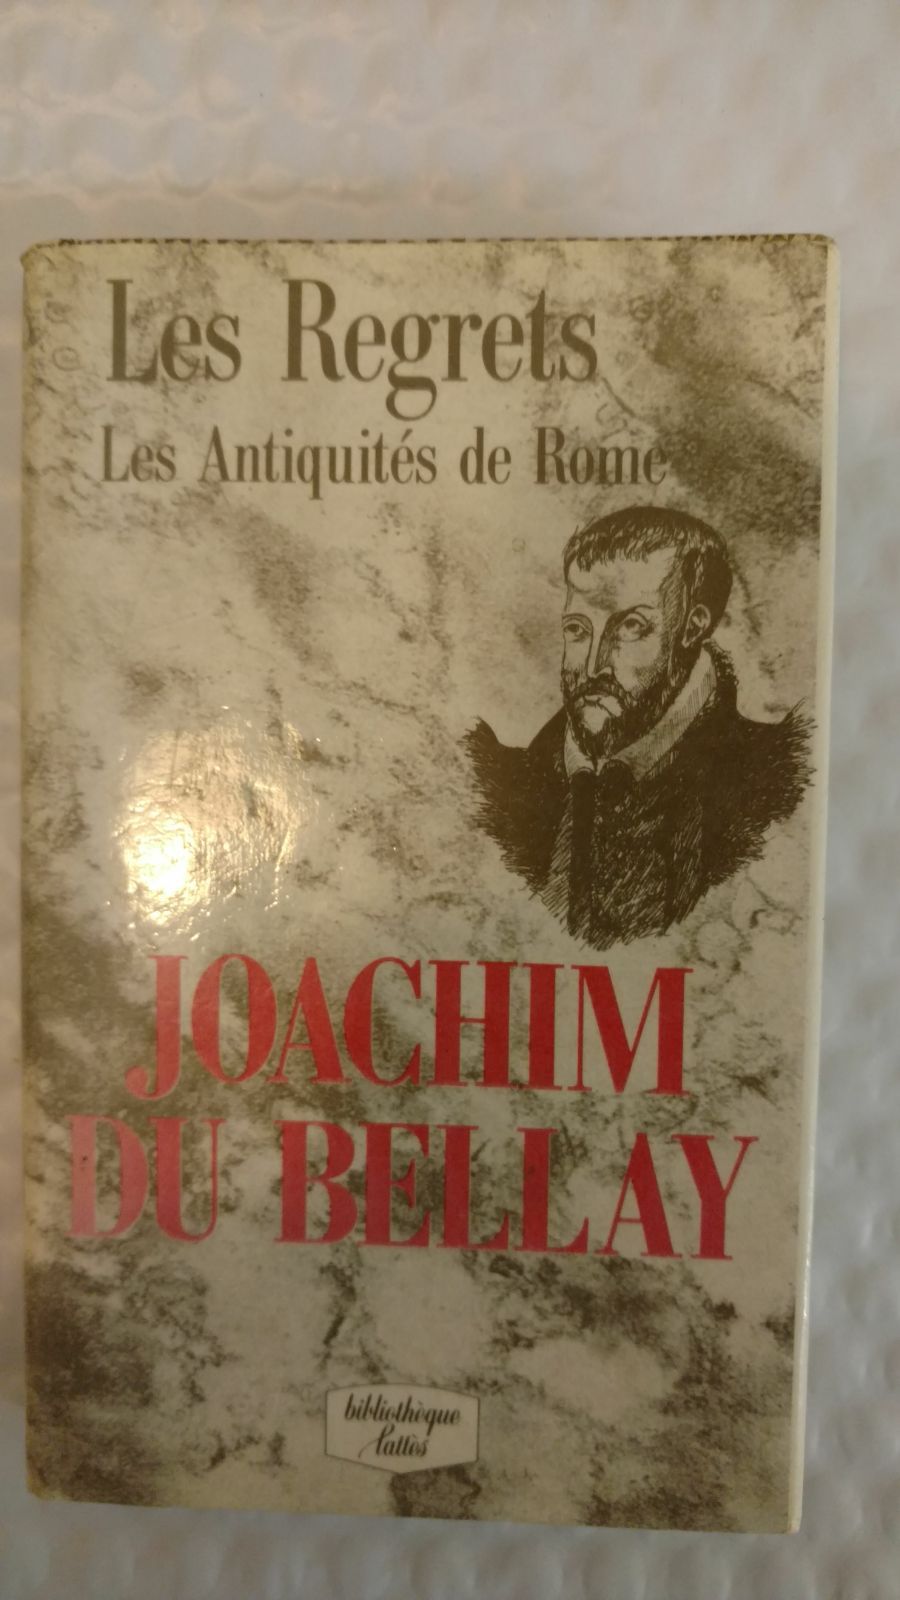 Les Regrets
Les Antiquités de Rome
JOACHIM
DU BELLAY
bibliothèque
Lattès